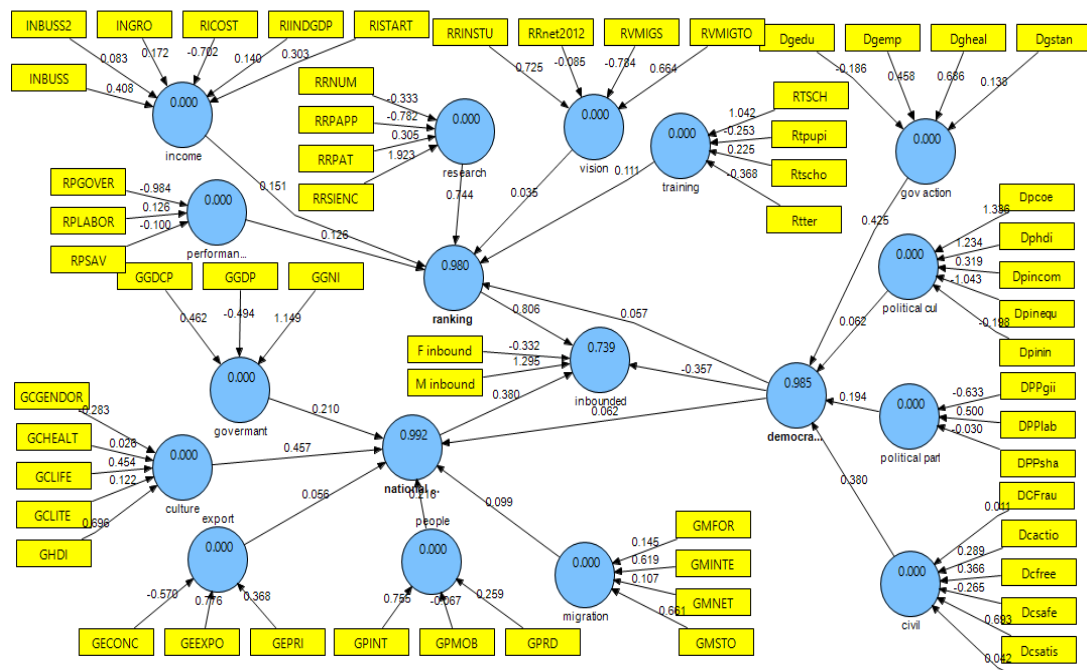 INBUSS2
INGRO
RICOST
RIINDGDP
RISTART
INBUSS
0.083
0.172
-0.702
0.140
0.303
0.408
0.000
income
0.151
RRNUM
RRPAPP
RRPAT
RRSIENC
-0.333
-0.782
0.305
1.923
0.000
research
0.744
RRINSTU
RRnet2012
RVMIGS
RVMIGTO
0.725
-0.085
-0.784
0.664
0.000
vision
0.035
RTSCH
Rtpupi
Rtscho
Rtter
1.042
-0.253
0.225
-0.368
0.000
training
0.111
Dgedu
Dgemp
Dgheal
Dgstan
-0.186
0.458
0.686
0.138
0.000
gov action
0.425
RPGOVER
RPLABOR
RPSAV
-0.984
0.126
-0.100
0.000
performan...
0.126
0.980
ranking
0.806
0.057
Dpcoe
Dphdi
Dpincom
Dpinequ
Dpinin
1.386
1.234
0.319
-1.043
-0.198
0.000
political cul
0.062
GGDCP
GGDP
GGNI
0.462
-0.494
1.149
0.000
govermant
0.210
F inbound
M inbound
-0.332
1.295
0.739
inbounded
0.380
-0.357
0.062
0.985
democra...
0.194
DPPgii
DPPlab
DPPsha
-0.633
0.500
-0.030
0.000
political parl
GCGENDOR
GCHEALT
GCLIFE
GCLITE
GHDI
-0.283
0.026
0.454
0.122
0.696
0.000
culture
0.457
0.992
national ...
0.218
0.056
0.099
export
0.000
-0.570
0.776
0.368
GECONC
GEEXPO
GEPRI
people
0.000
0.755
-0.067
0.259
GPINT
GPMOB
GPRD
0.000
migration
0.145
0.619
0.107
0.661
GMFOR
GMINTE
GMNET
GMSTO
0.380
DCFrau
Dcactio
Dcfree
Dcsafe
Dcsatis
0.011
0.289
0.366
-0.265
0.693
0.042
0.000
civil